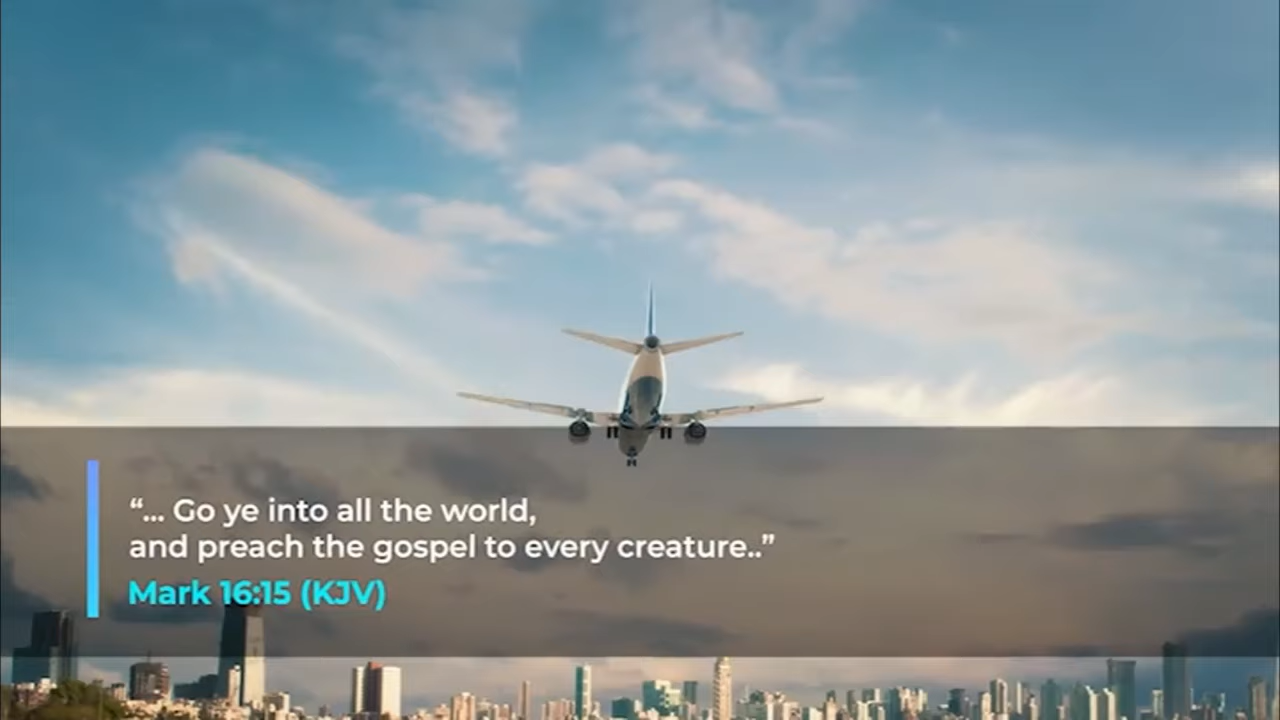 “... Go ye into all the world,
and preach the gospel to every creature..”
Mark 16:15 (KJV)